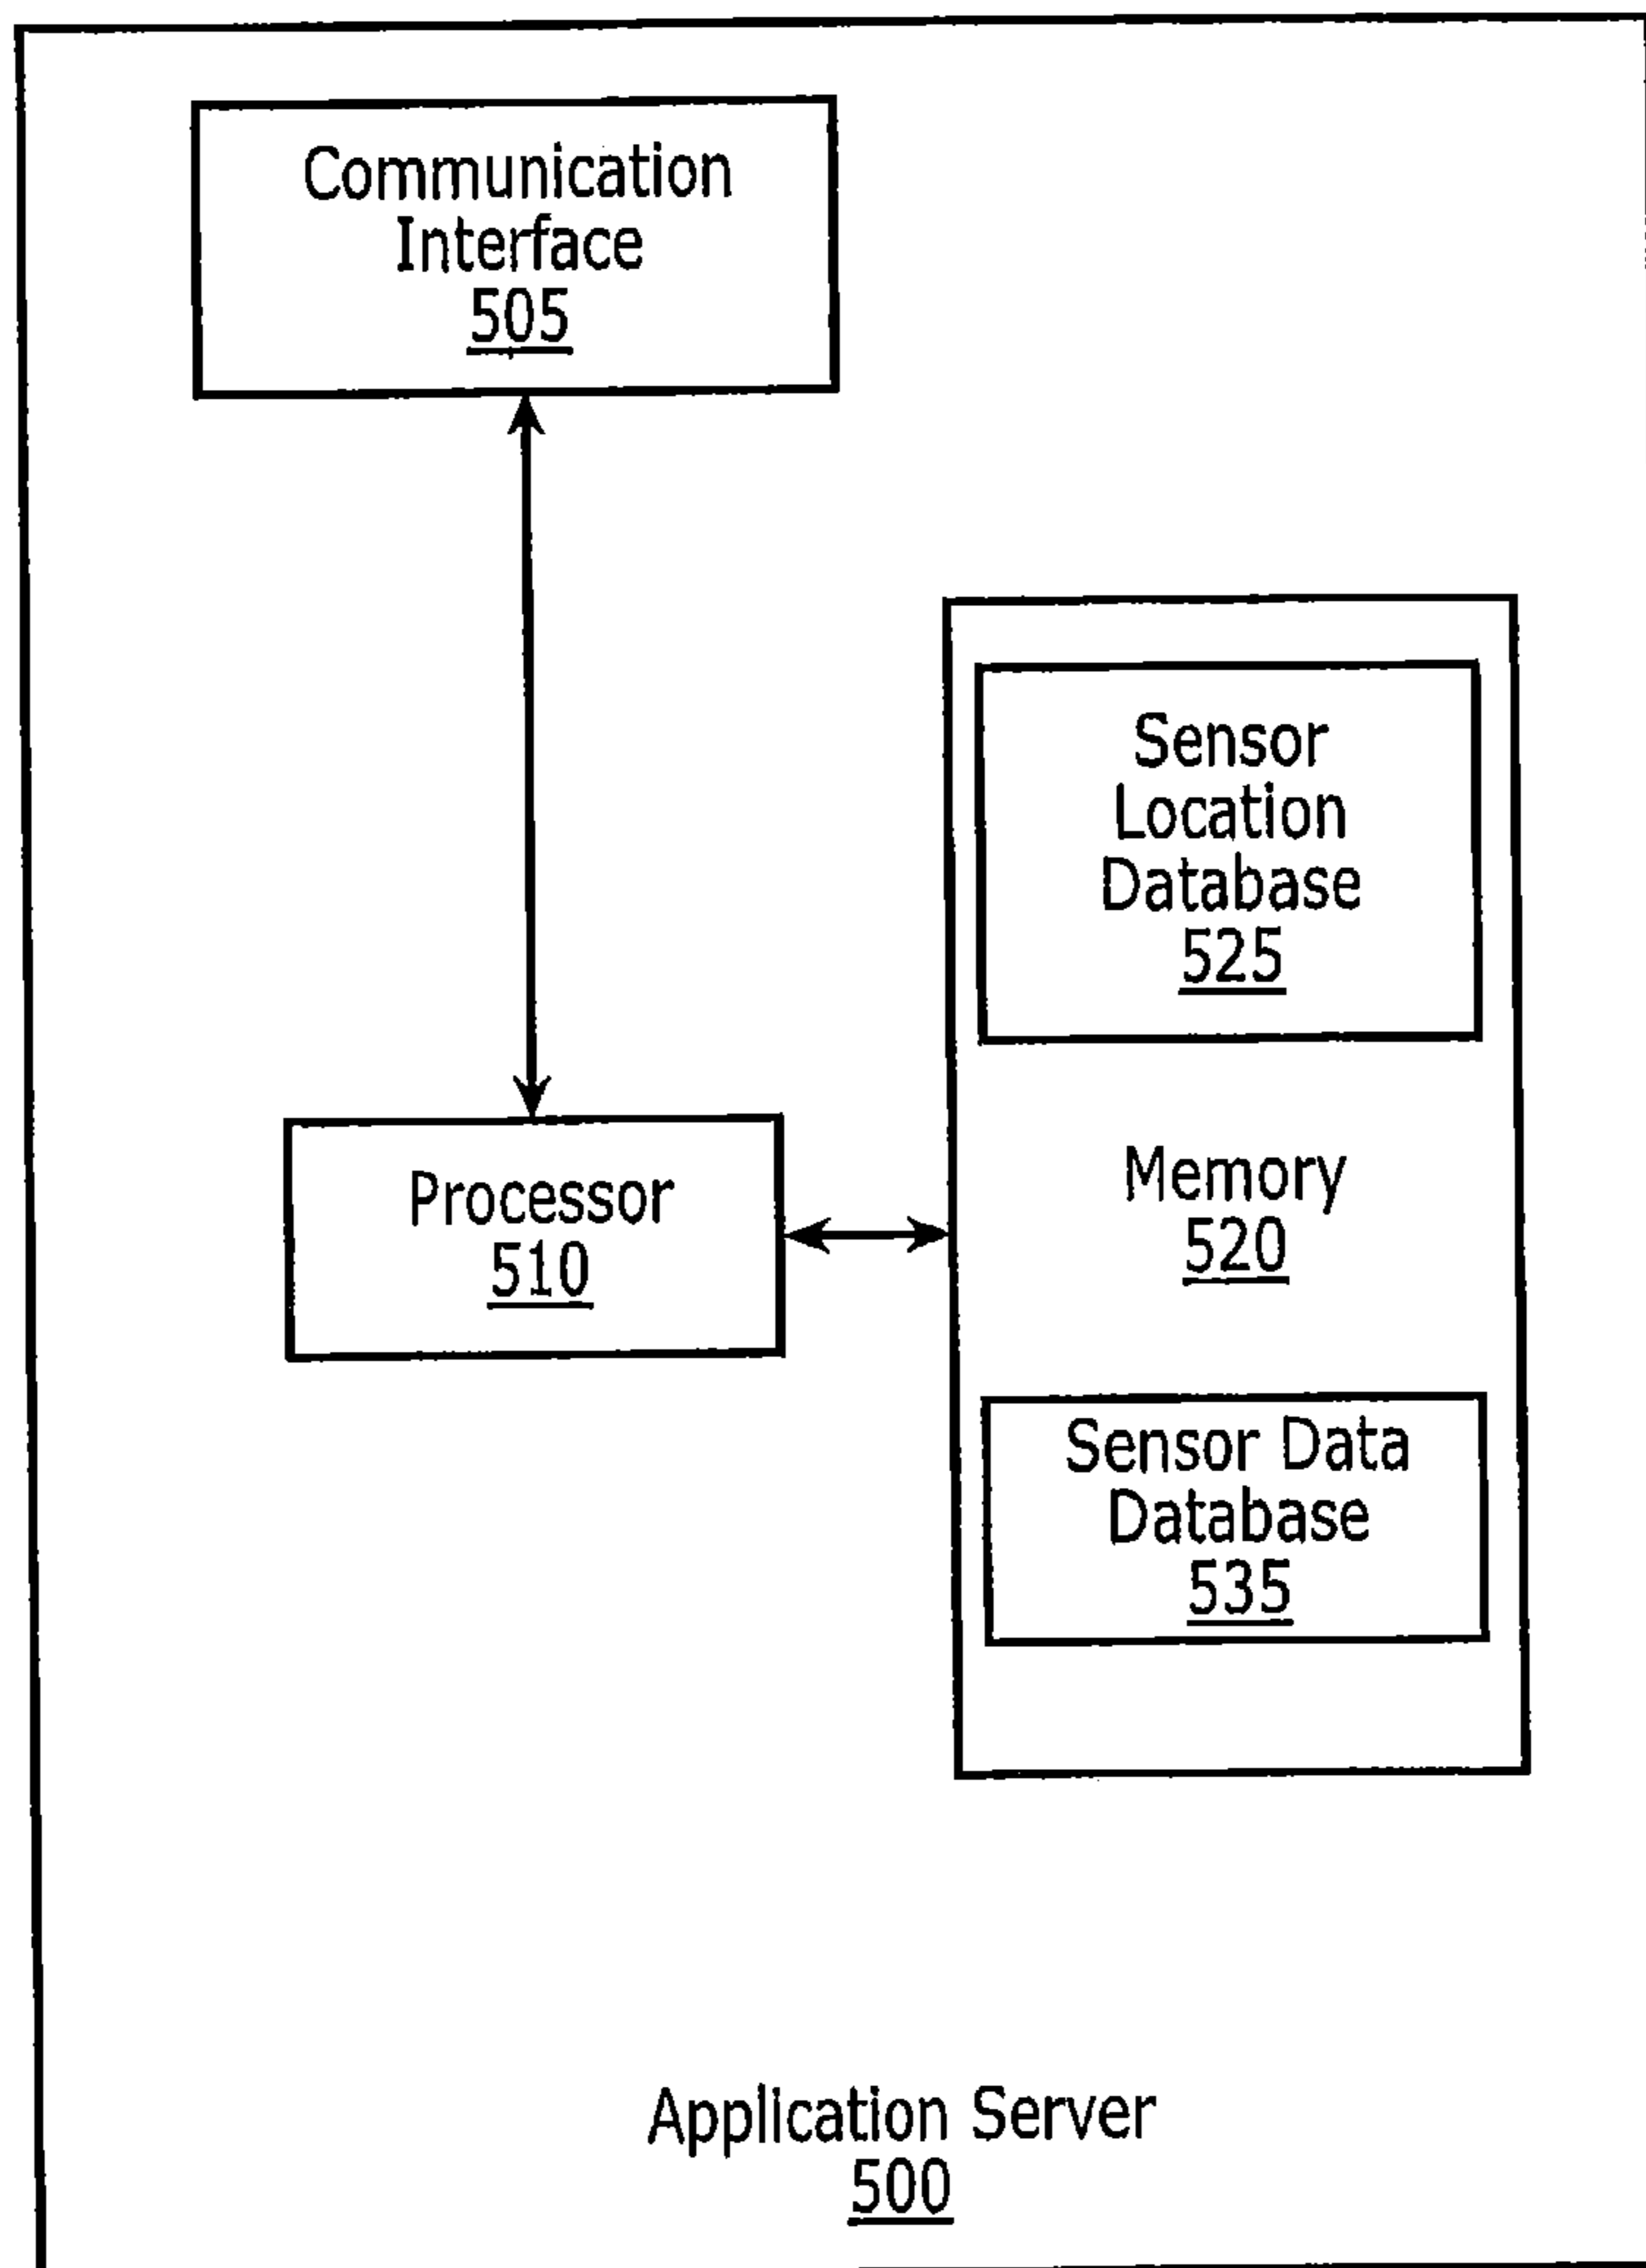 Communication
Interface
505
Sensor
Location
Database
525
Processor
510
Memory
520
Sensor Data
Database
535
Application Server
500